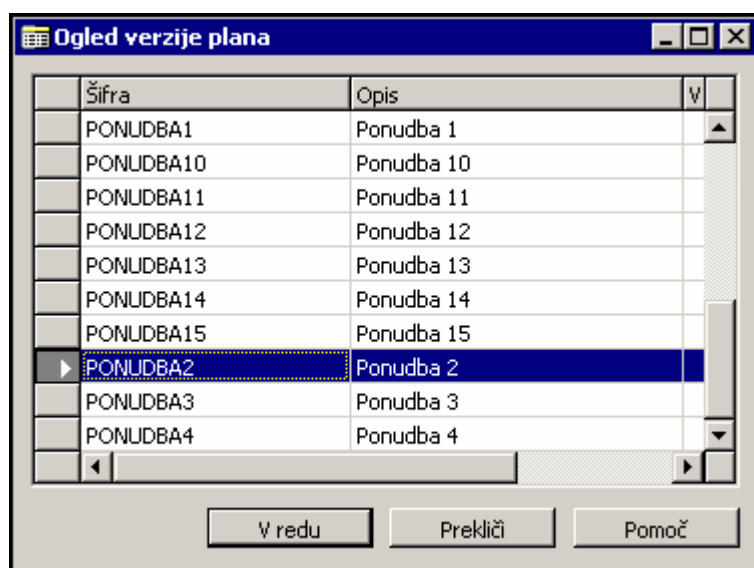 Ogled verzije plana
Šifra Opis V
PONUDBA1 Ponudba 1
PONUDBA10 Ponudba 10
PONUDBA11 Ponudba 11
PONUDBA12 Ponudba 12
PONUDBA13 Ponudba 13
PONUDBA14 Ponudba 14
PONUDBA15 Ponudba 15
PONUDBA2 Ponudba 2
PONUDBA3 Ponudba 3
PONUDBA4 Ponudba 4
V redu Prekliči Pomoč